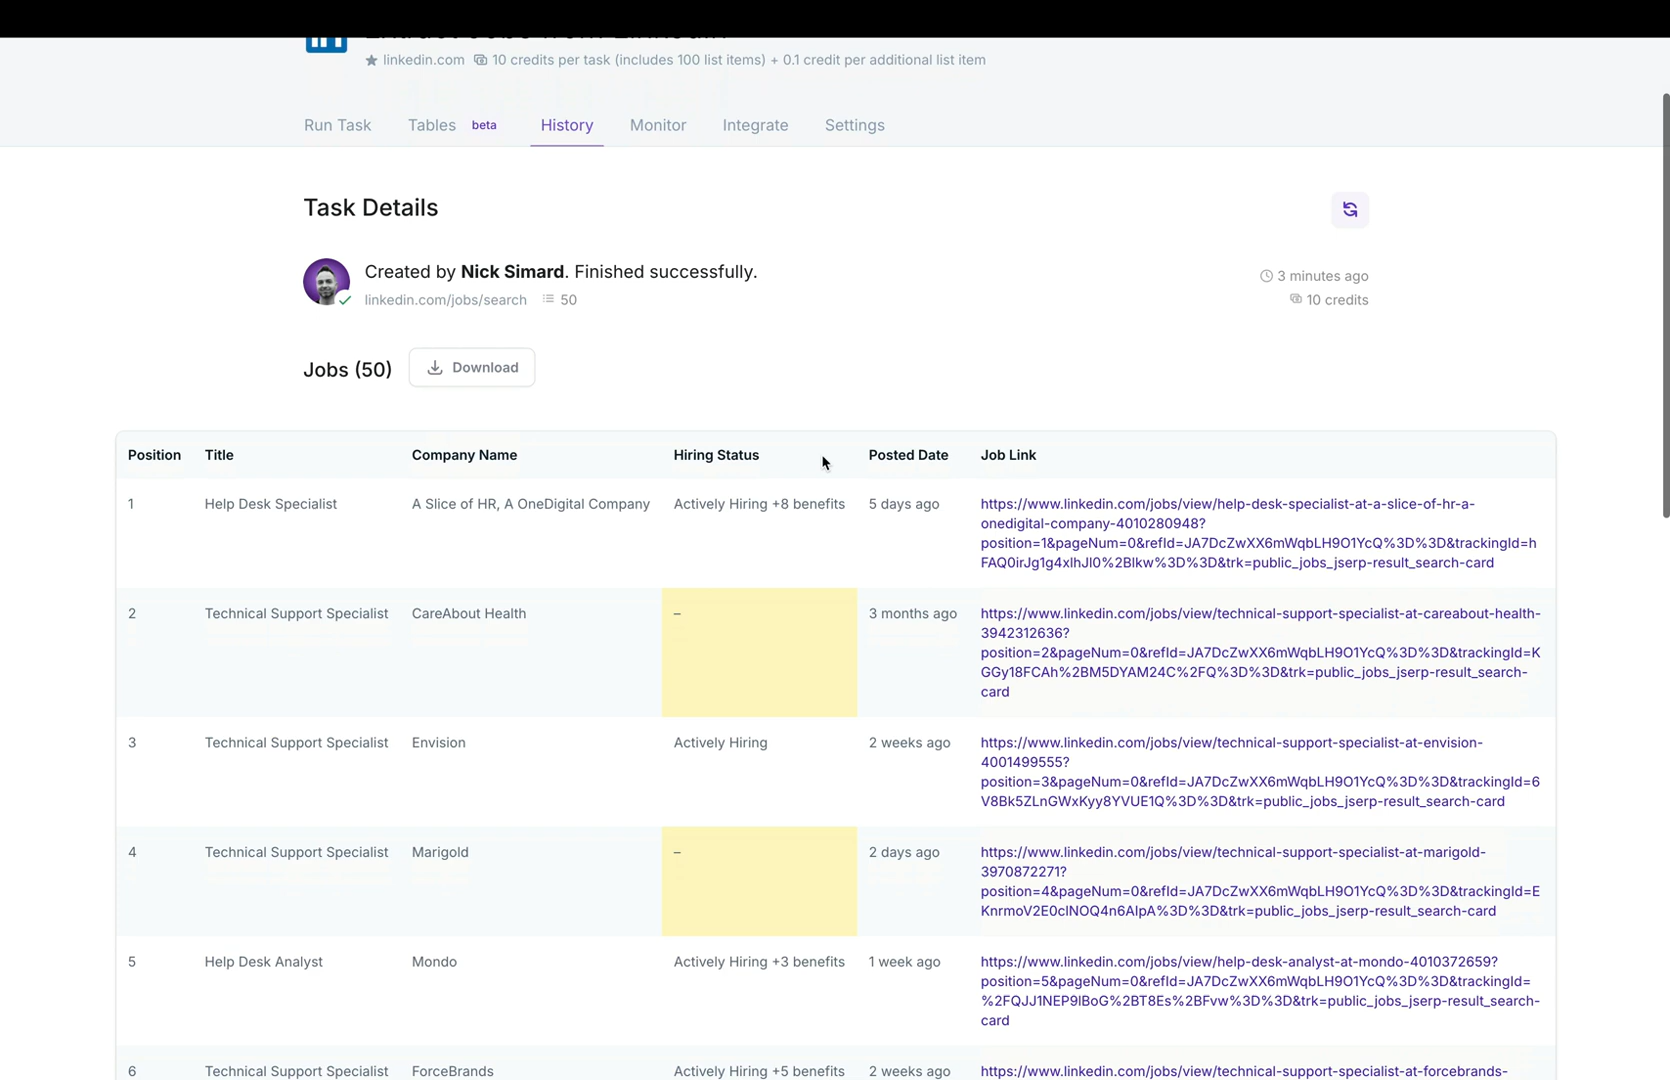 linkedin.com 10 credits per task (includes 100 list items) + 0.1 credit per additional list item
Run Task Tables beta History Monitor Integrate Settings
Task Details
Created by Nick Simard. Finished successfully.
3 minutes ago
linkedin.com/jobs/search 50
10 credits
Jobs (50) Download
Position Title Company Name Hiring Status Posted Date Job Link
1 Help Desk Specialist A Slice of HR, A OneDigital Company Actively Hiring +8 benefits 5 days ago https://www.linkedin.com/jobs/view/help-desk-specialist-at-a-slice-of-hr-a-
onedigital-company-4010280948?
position=1&pageNum=0&refId=JA7DcZwXX6mWqbLH9O1YcQ%3D%3D&trackingId=h
FAQ0irJg1g4xlhJl0%2Blkw%3D%3D&trk=public_jobs_jserp-result_search-card
2 Technical Support Specialist CareAbout Health – 3 months ago https://www.linkedin.com/jobs/view/technical-support-specialist-at-careabout-health-
3942312636?
position=2&pageNum=0&refId=JA7DcZwXX6mWqbLH9O1YcQ%3D%3D&trackingId=K
GGy18FCAh%2BM5DYAM24C%2FQ%3D%3D&trk=public_jobs_jserp-result_search-
card
3 Technical Support Specialist Envision Actively Hiring 2 weeks ago https://www.linkedin.com/jobs/view/technical-support-specialist-at-envision-
4001499555?
position=3&pageNum=0&refId=JA7DcZwXX6mWqbLH9O1YcQ%3D%3D&trackingId=6
V8Bk5ZLnGWxKyy8YVUE1Q%3D%3D&trk=public_jobs_jserp-result_search-card
4 Technical Support Specialist Marigold – 2 days ago https://www.linkedin.com/jobs/view/technical-support-specialist-at-marigold-
3970872271?
position=4&pageNum=0&refId=JA7DcZwXX6mWqbLH9O1YcQ%3D%3D&trackingId=E
KnrmoV2E0clNOQ4n6AIpA%3D%3D&trk=public_jobs_jserp-result_search-card
5 Help Desk Analyst Mondo Actively Hiring +3 benefits 1 week ago https://www.linkedin.com/jobs/view/help-desk-analyst-at-mondo-4010372659?
position=5&pageNum=0&refId=JA7DcZwXX6mWqbLH9O1YcQ%3D%3D&trackingId=
%2FQJJ1NEP9lBoG%2BT8Es%2BFvw%3D%3D&trk=public_jobs_jserp-result_search-
card
6 Technical Support Specialist ForceBrands Actively Hiring +5 benefits 2 weeks ago https://www.linkedin.com/jobs/view/technical-support-specialist-at-forcebrands-